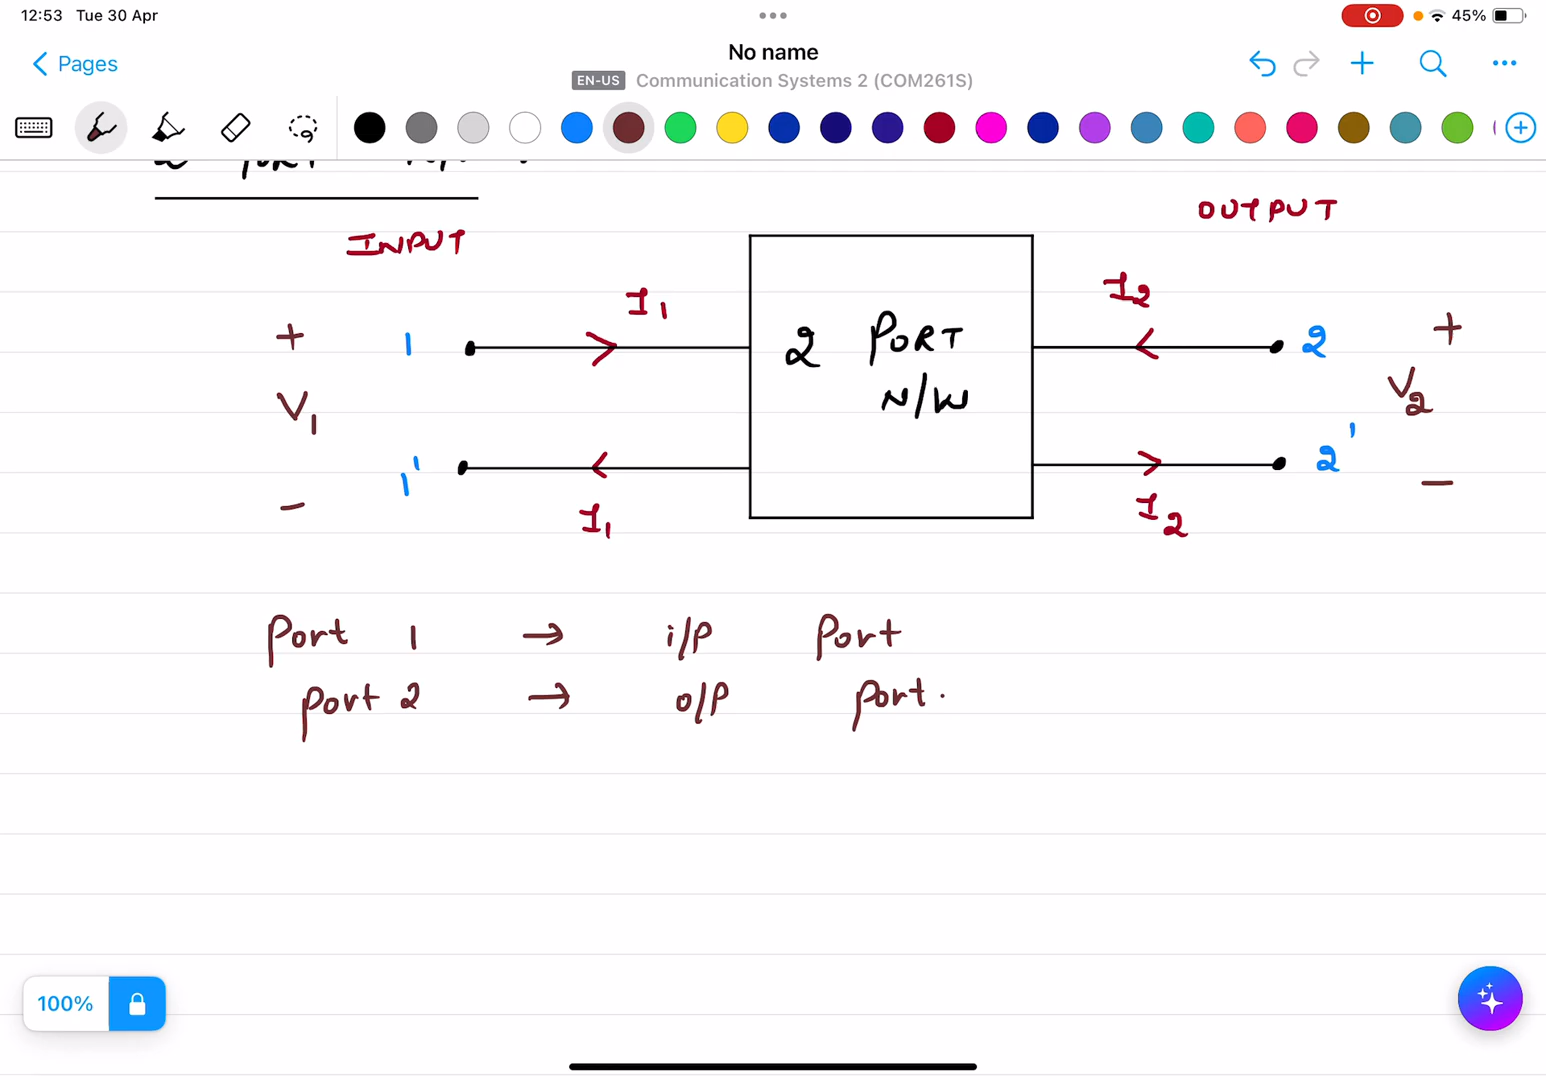 12:53 Tue 30 Apr
45%
Pages
No name
EN-US Communication Systems 2 (COM261S)
INPUT
OUTPUT
I1
I2
+ 1
2 PORT
2 +
V1
N/W
V2
1'
2'
-
-
I1
I2
Port 1 → i/p Port
port 2 → o/p port.
100%